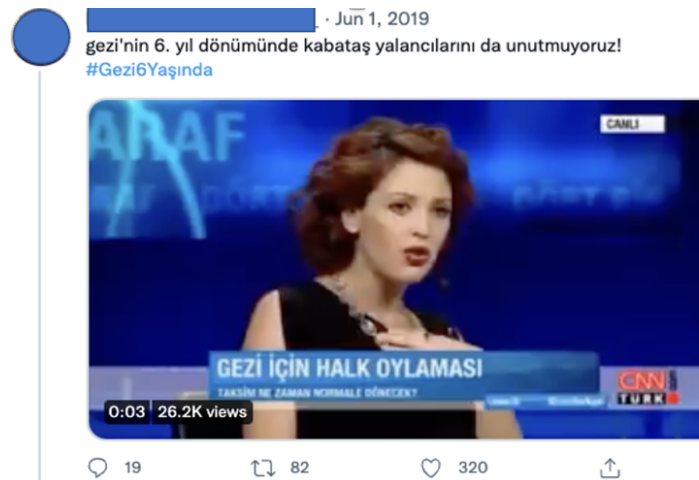 · Jun 1, 2019
gezi'nin 6. yıl dönümünde kabataş yalancılarını da unutmuyoruz!
#Gezi6Yaşında
ARAF
CANLI
DÖRT
GEZİ İÇİN HALK OYLAMASI
TAKSİM NE ZAMAN NORMALE DÖNECEK?
CNN
TÜRK
0:03 26.2K views
19 82 320